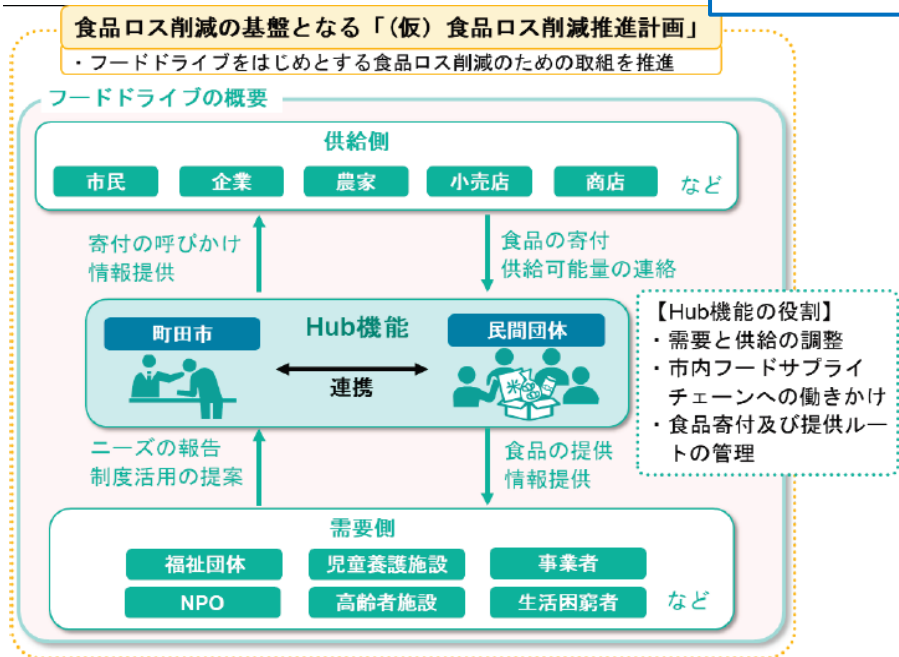 食品ロス削減の基盤となる「(仮)食品ロス削減推進計画」
・フードドライブをはじめとする食品ロス削減のための取組を推進
フードドライブの概要
供給側
市民 企業 農家 小売店 商店 など
寄付の呼びかけ
情報提供
食品の寄付
供給可能量の連絡
Hub機能
町田市
民間団体
連携
米
【Hub機能の役割】
・需要と供給の調整
・市内フードサプライ
チェーンへの働きかけ
・食品寄付及び提供ルー
トの管理
ニーズの報告
制度活用の提案
食品の提供
情報提供
需要側
福祉団体 児童養護施設 事業者
NPO 高齢者施設 生活困窮者 など